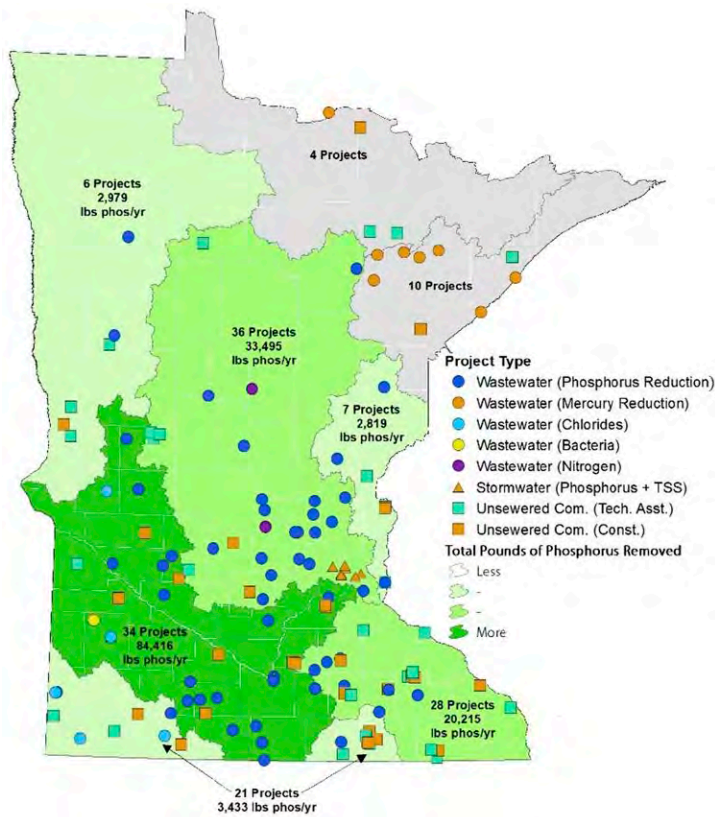 4 Projects
6 Projects
2,979
lbs phos/yr
10 Projects
36 Projects
33,495
lbs phos/yr
7 Projects
2,819
lbs phos/yr
Project Type
Wastewater (Phosphorus Reduction)
Wastewater (Mercury Reduction)
Wastewater (Chlorides)
Wastewater (Bacteria)
Wastewater (Nitrogen)
Stormwater (Phosphorus + TSS)
Unsewered Com. (Tech. Asst.)
Unsewered Com. (Const.)
Total Pounds of Phosphorus Removed
Less
-
-
More
34 Projects
84,416
lbs phos/yr
28 Projects
20,215
lbs phos/yr
21 Projects
3,433 lbs phos/yr